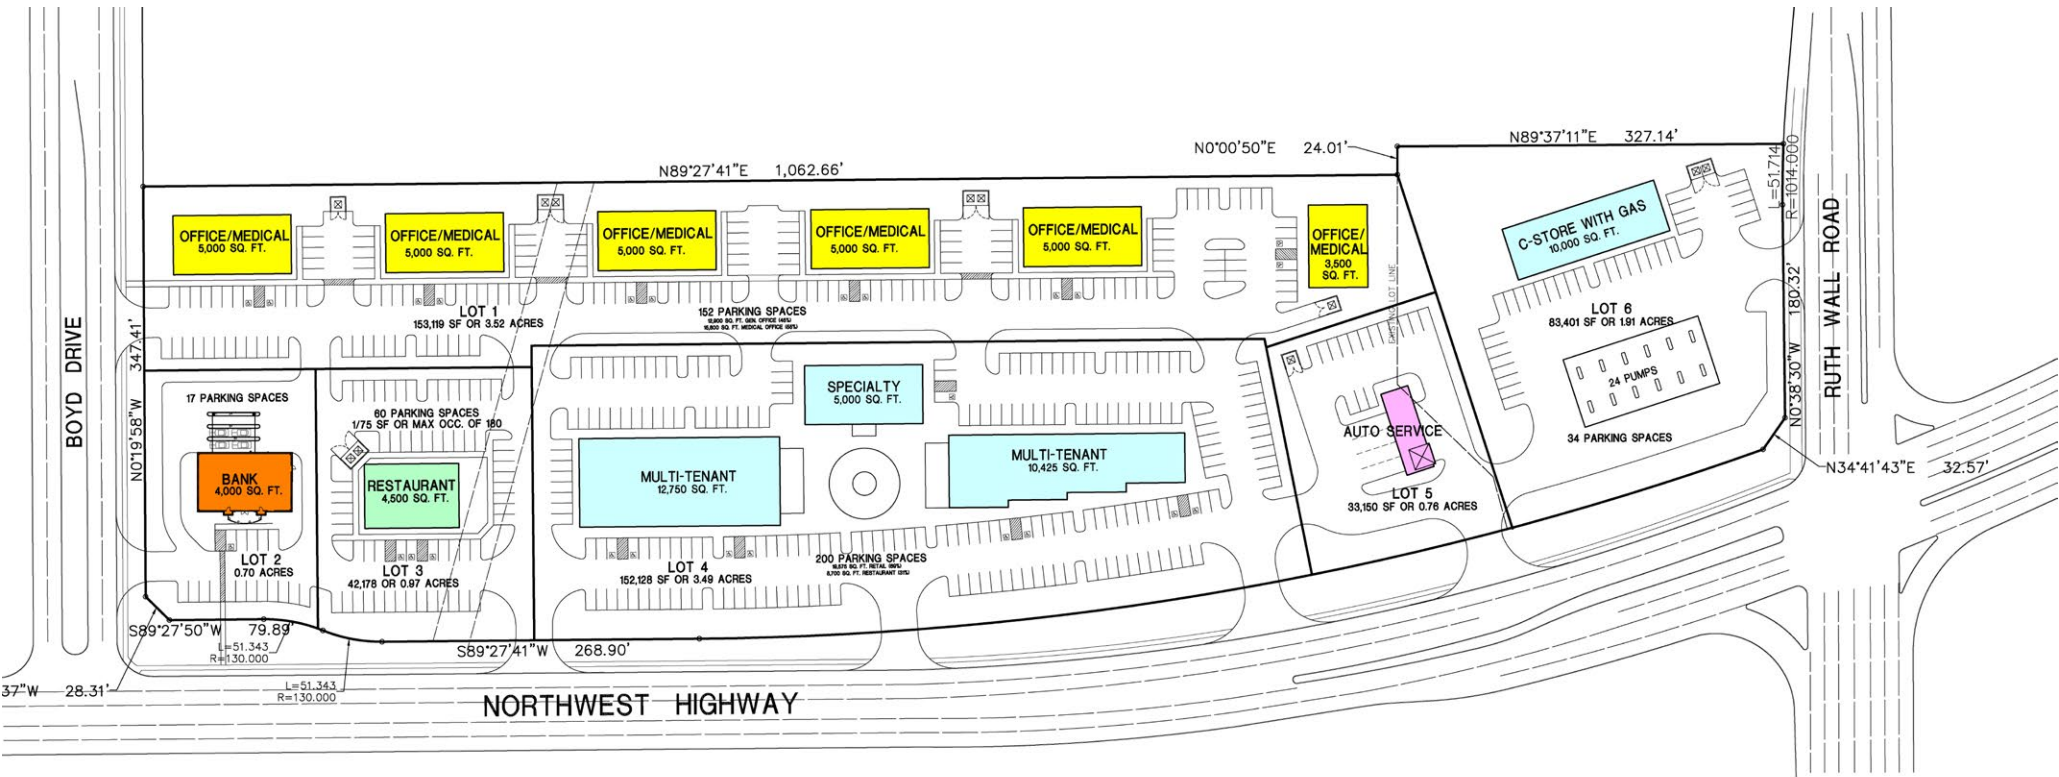 N89°37'11"E 327.14'
N0°00'50"E 24.01'
N89°27'41"E 1,062.66'
L=51.714
R=1014.000
OFFICE/MEDICAL
5,000 SQ. FT.
OFFICE/MEDICAL
5,000 SQ. FT.
OFFICE/MEDICAL
5,000 SQ. FT.
OFFICE/MEDICAL
5,000 SQ. FT.
OFFICE/MEDICAL
5,000 SQ. FT.
OFFICE/
MEDICAL
3,500
SQ. FT.
C-STORE WITH GAS
10,000 SQ. FT.
RUTH WALL ROAD
EXISTING LOT LINE
LOT 1
153,119 SF OR 3.52 ACRES
152 PARKING SPACES
LOT 6
83,401 SF OR 1.91 ACRES
24 PUMPS
34 PARKING SPACES
N0°38'30"W 180.32'
N34°41'43"E 32.57'
BOYD DRIVE
N0°19'58"W 347.41'
17 PARKING SPACES
BANK
4,000 SQ. FT.
LOT 2
0.70 ACRES
60 PARKING SPACES
1/75 SF OR MAX OCC. OF 180
RESTAURANT
4,500 SQ. FT.
LOT 3
42,178 OR 0.97 ACRES
SPECIALTY
5,000 SQ. FT.
MULTI-TENANT
12,750 SQ. FT.
MULTI-TENANT
10,425 SQ. FT.
LOT 4
152,128 SF OR 3.49 ACRES
200 PARKING SPACES
AUTO SERVICE
LOT 5
33,150 SF OR 0.76 ACRES
S89°27'50"W 79.89'
L=51.343
R=130.000
S89°27'41"W 268.90'
37"W 28.31'
L=51.343
R=130.000
NORTHWEST HIGHWAY